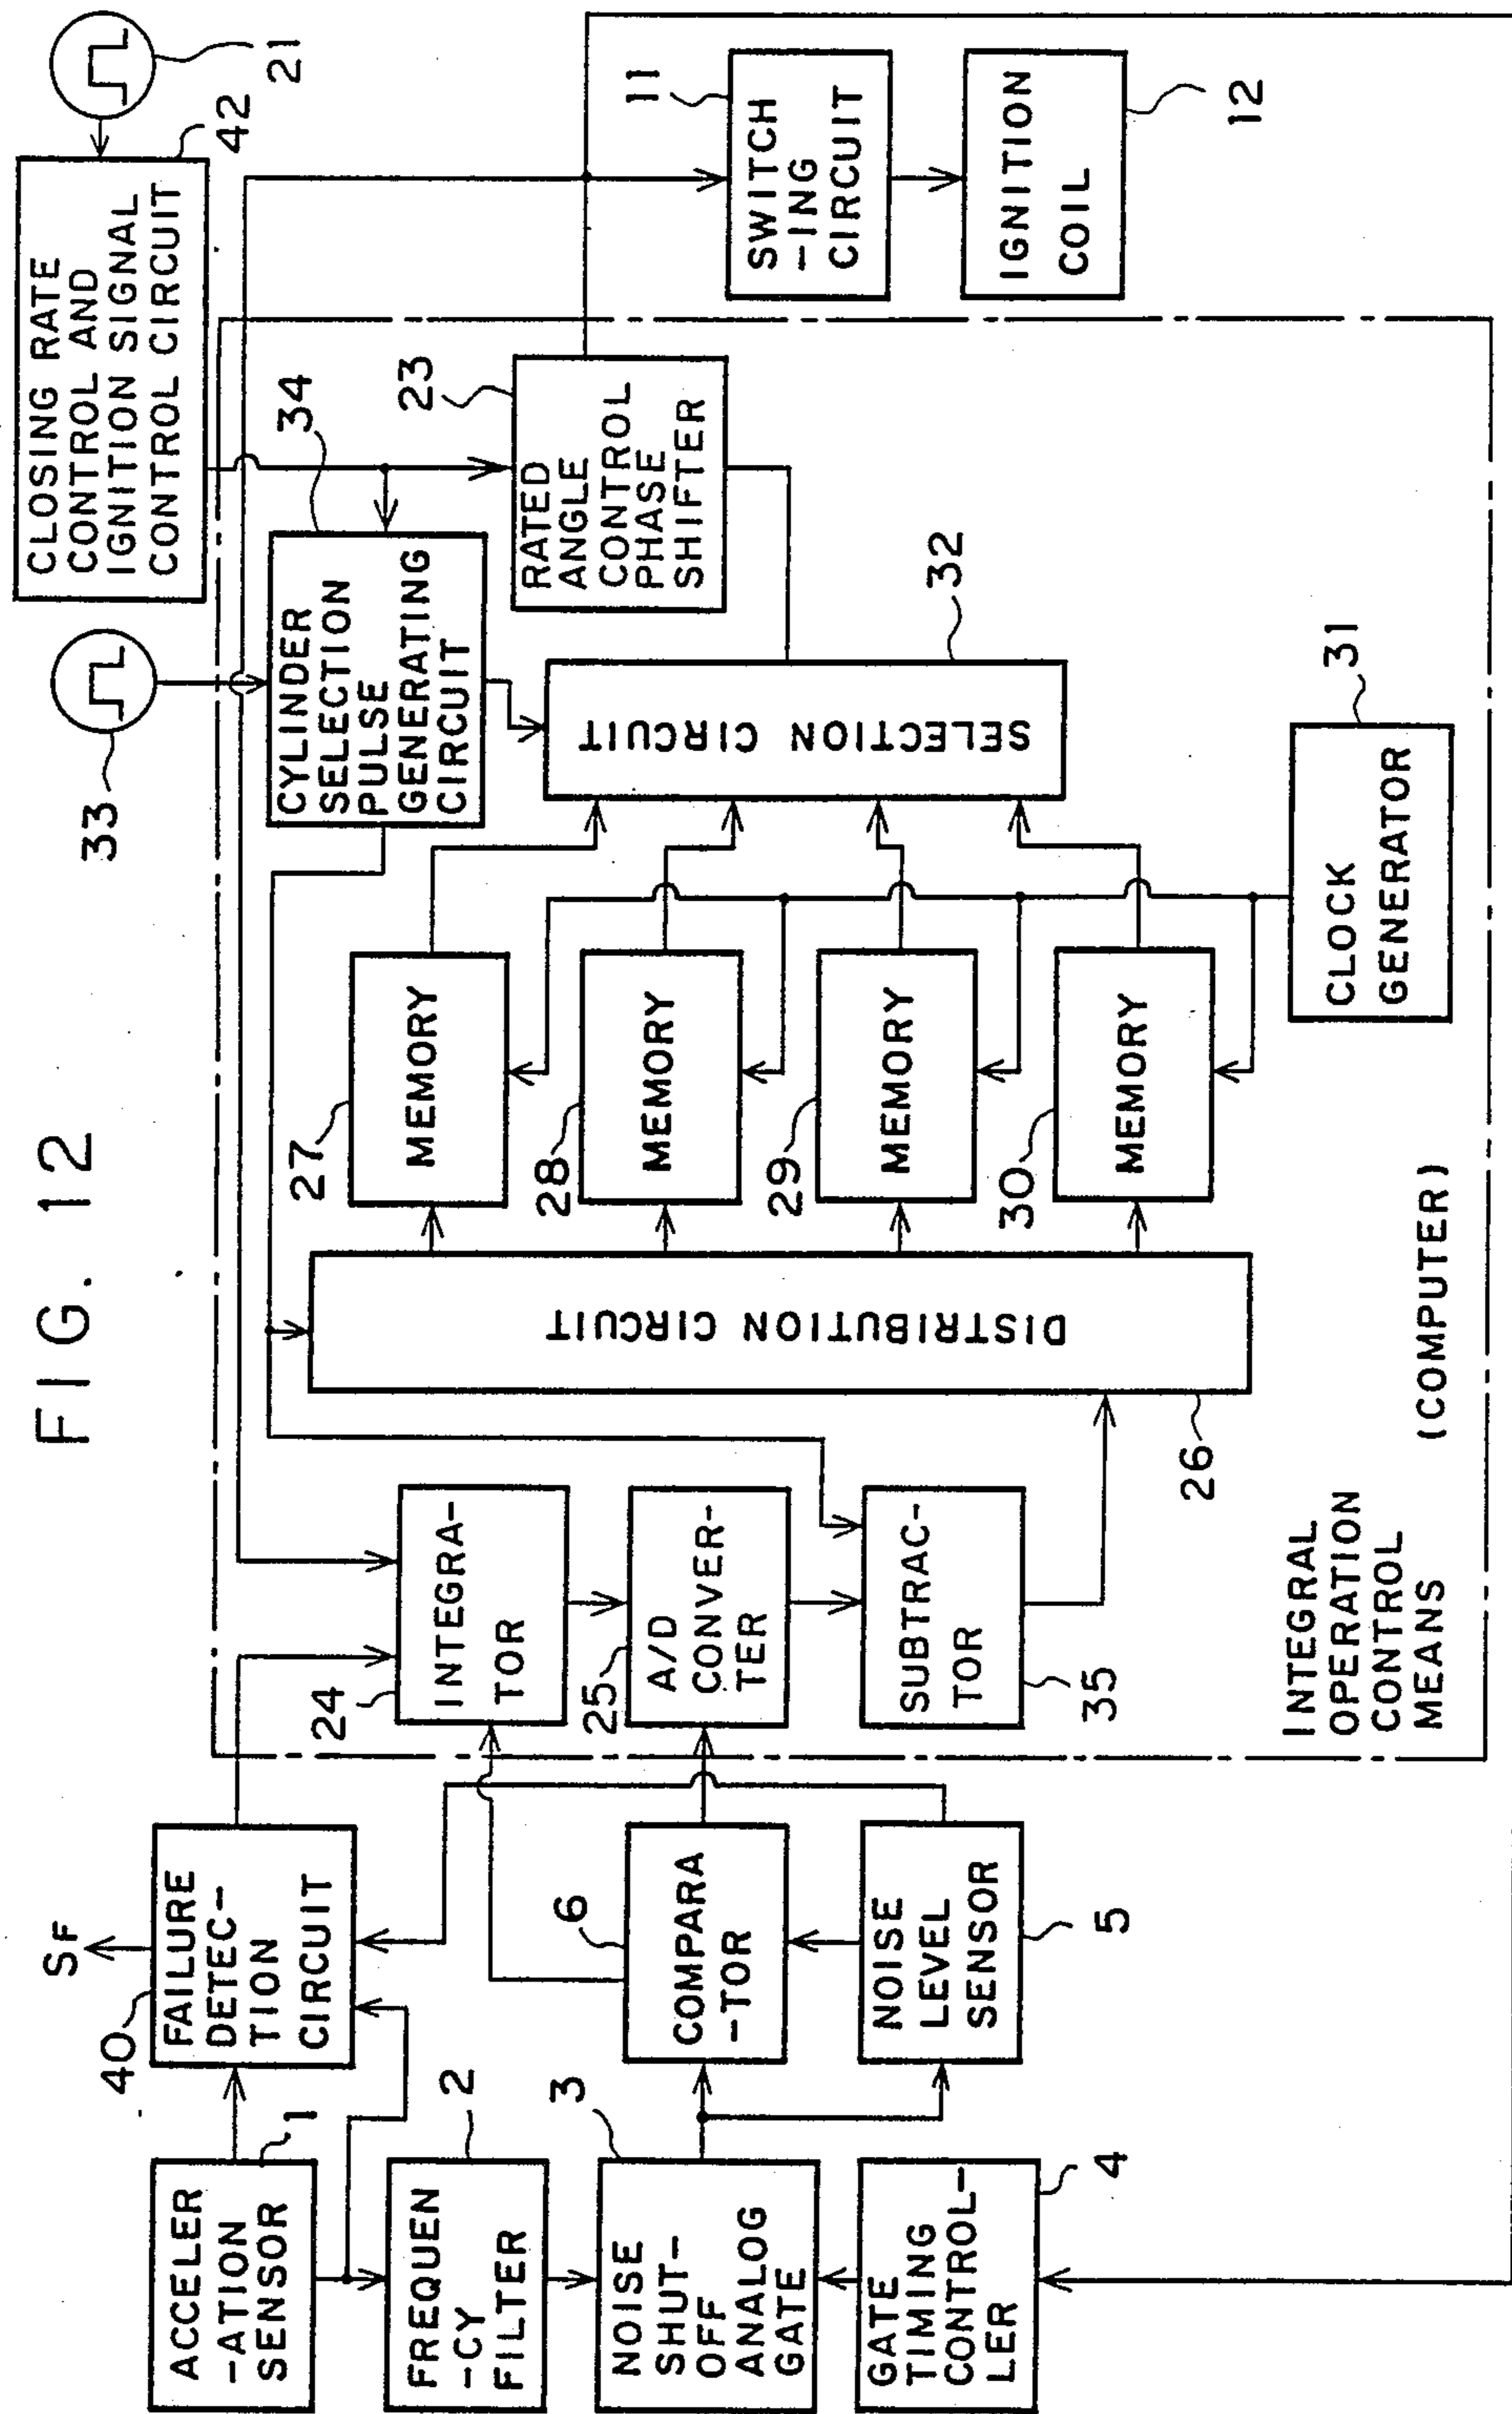 FIG. 12
ACCELER
-ATION
SENSOR
1
FREQUEN
-CY
FILTER
2
NOISE
SHUT-
OFF
ANALOG
GATE
3
GATE
TIMING
CONTROL-
LER
4
SF
40
FAILURE
DETEC-
TION
CIRCUIT
COMPARA
-TOR
6
NOISE
LEVEL
SENSOR
5
24
INTEGRA-
TOR
25
A/D
CONVER-
TER
SUBTRAC-
TOR
35
INTEGRAL
OPERATION
CONTROL
MEANS
(COMPUTER)
DISTRIBUTION CIRCUIT
26
27
MEMORY
28
MEMORY
29
MEMORY
30
MEMORY
CLOCK
GENERATOR
31
33
CYLINDER
SELECTION
PULSE
GENERATING
CIRCUIT
34
SELECTION CIRCUIT
32
CLOSING RATE
CONTROL AND
IGNITION SIGNAL
CONTROL CIRCUIT
42
21
RATED
ANGLE
CONTROL
PHASE
SHIFTER
23
SWITCH
-ING
CIRCUIT
11
IGNITION
COIL
12